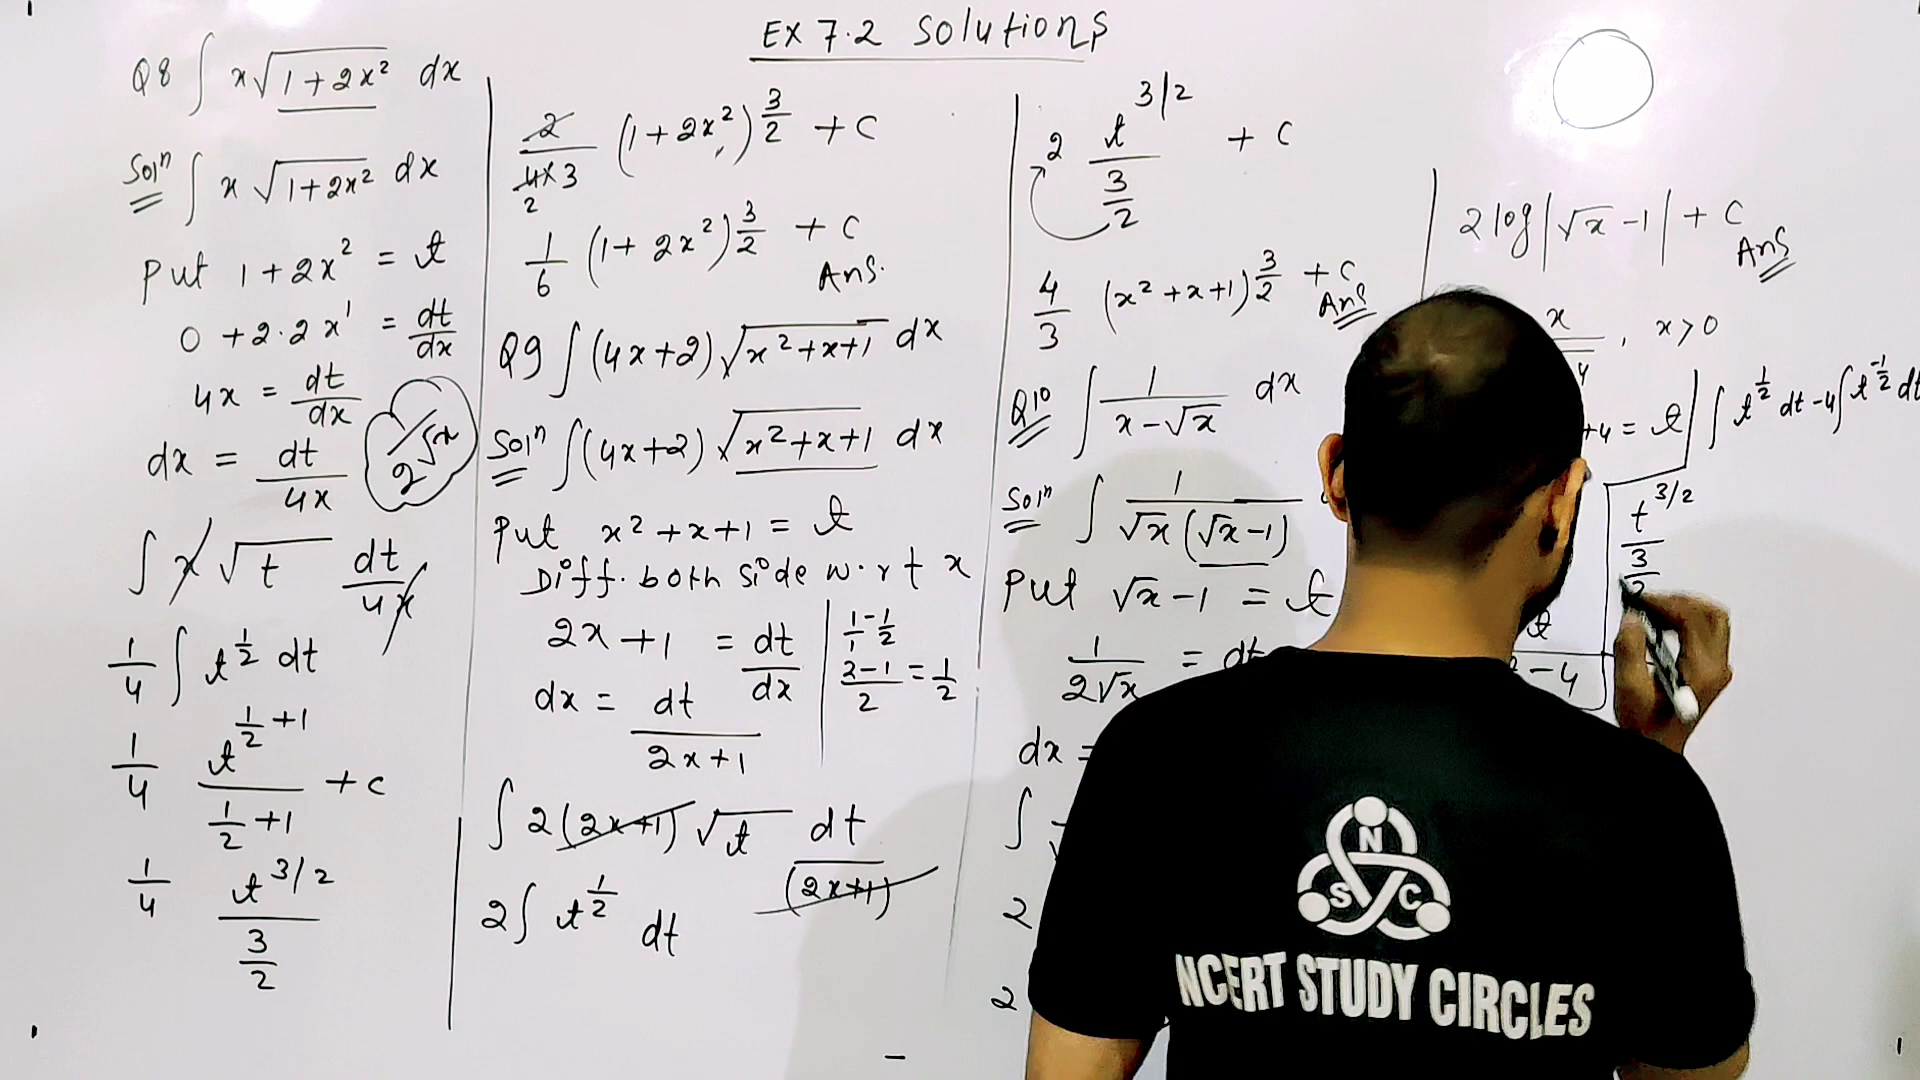 Ex 7.2 Solutions
Q8 ∫ x√(1+2x²) dx
Solⁿ ∫ x √(1+2x²) dx
Put 1+2x² = t
0 + 2·2x¹ = dt/dx
4x = dt/dx
dx = dt/4x
2√x
∫ x √t dt/4x
1/4 ∫ t^(1/2) dt
1/4 t^(1/2+1)/(1/2+1) + C
1/4 t^(3/2)/(3/2)
2/(4×3) (1+2x²)^(3/2) + C
2
1/6 (1+2x²)^(3/2) + C
Ans.
Q9 ∫(4x+2)√(x²+x+1) dx
Solⁿ ∫(4x+2)√(x²+x+1) dx
Put x²+x+1 = t
Diff. both side w.r.t x
2x+1 = dt/dx
1/1 - 1/2
(2-1)/2 = 1/2
dx = dt/(2x+1)
∫ 2(2x+1) √t dt/(2x+1)
2∫ t^(1/2) dt
2 t^(3/2)/(3/2) + C
4/3 (x²+x+1)^(3/2) + C
Ans
Q10 ∫ 1/(x-√x) dx
Solⁿ ∫ 1/(√x(√x-1))
Put √x-1 = t
1/(2√x) = dt
dx =
∫
2
2
2 log|√x-1| + C
Ans
x , x>0
+4 = t
∫ t^(1/2) dt - 4∫ t^(-1/2) dt
t^(3/2)/(3/2)
t
- 4
N
S C
NCERT STUDY CIRCLES